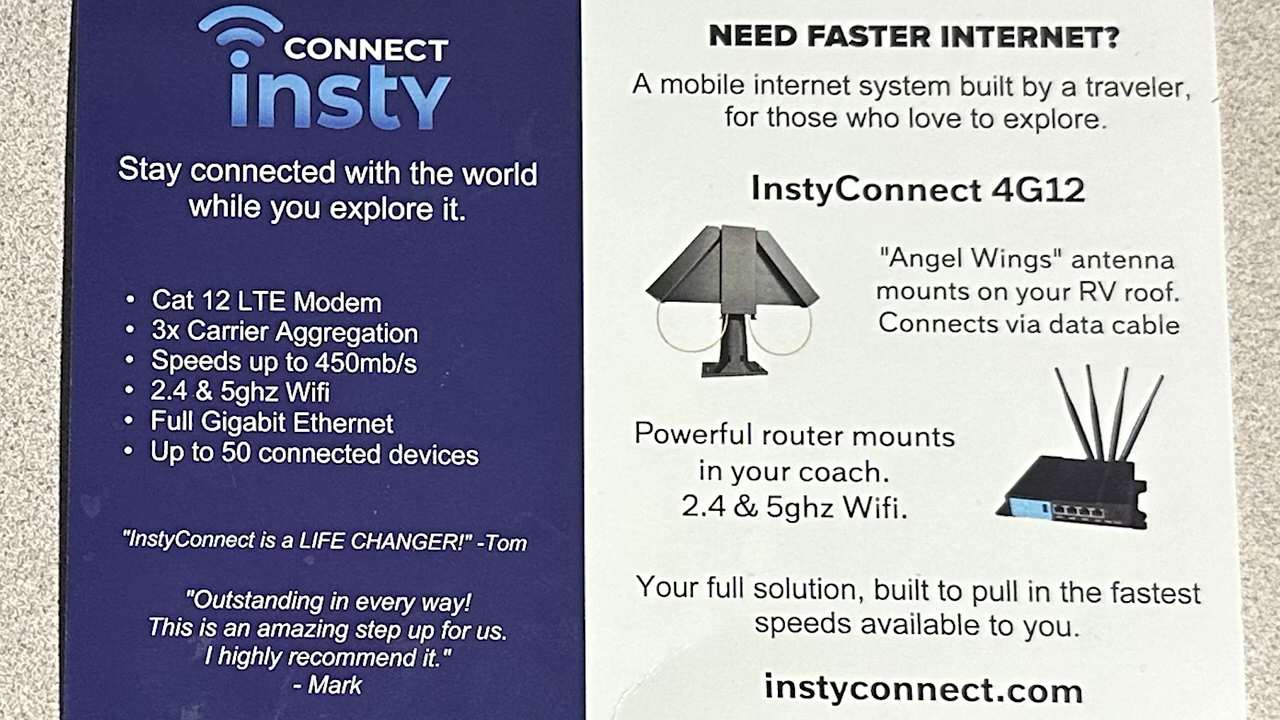 CONNECT
insty
Stay connected with the world
while you explore it.
• Cat 12 LTE Modem
• 3x Carrier Aggregation
• Speeds up to 450mb/s
• 2.4 & 5ghz Wifi
• Full Gigabit Ethernet
• Up to 50 connected devices
"InstyConnect is a LIFE CHANGER!" -Tom
"Outstanding in every way!
This is an amazing step up for us.
I highly recommend it."
- Mark
NEED FASTER INTERNET?
A mobile internet system built by a traveler,
for those who love to explore.
InstyConnect 4G12
"Angel Wings" antenna
mounts on your RV roof.
Connects via data cable
Powerful router mounts
in your coach.
2.4 & 5ghz Wifi.
Your full solution, built to pull in the fastest
speeds available to you.
instyconnect.com